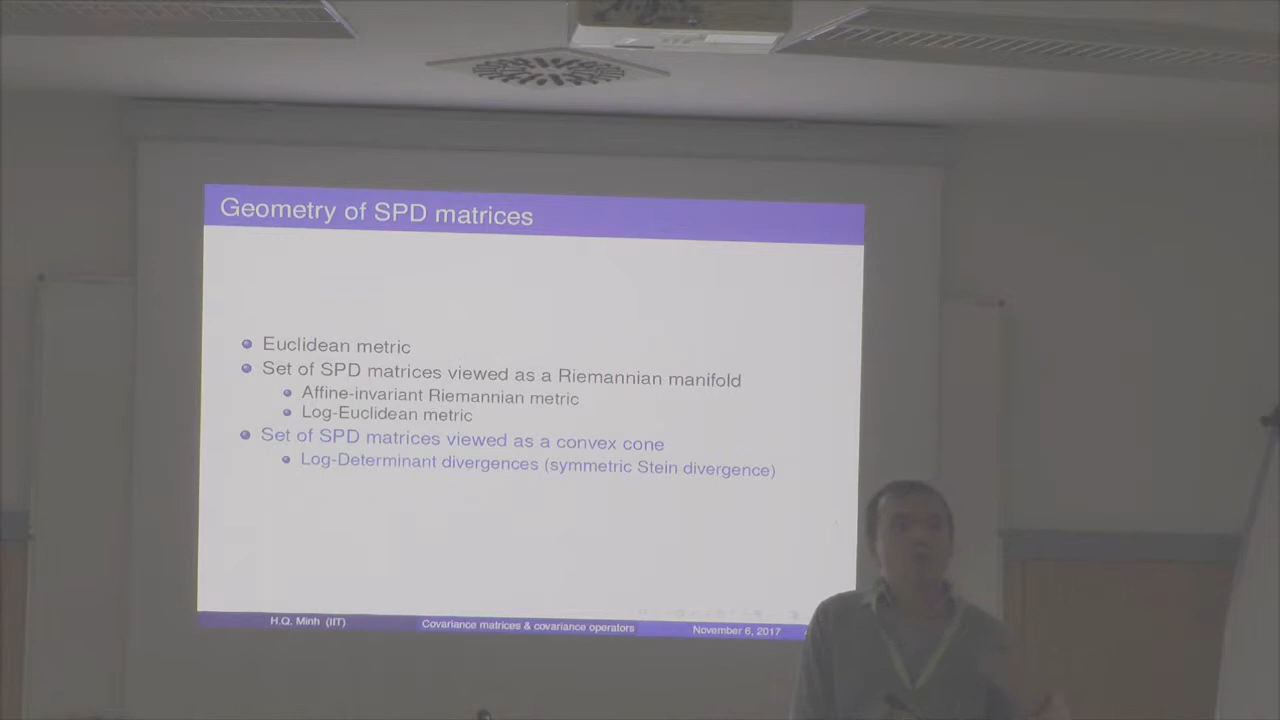 Geometry of SPD matrices
Euclidean metric
Set of SPD matrices viewed as a Riemannian manifold
Affine-invariant Riemannian metric
Log-Euclidean metric
Set of SPD matrices viewed as a convex cone
Log-Determinant divergences (symmetric Stein divergence)
H.Q. Minh (IIT) Covariance matrices & covariance operators November 6, 2017